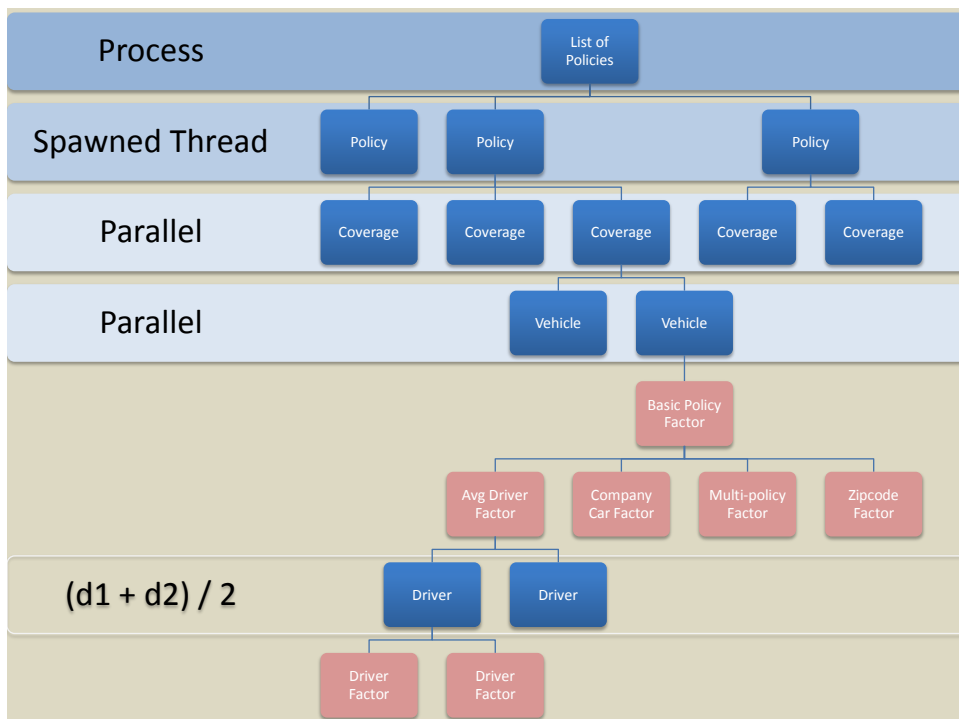 Process
List of
Policies
Spawned Thread
Policy
Policy
Policy
Parallel
Coverage
Coverage
Coverage
Coverage
Coverage
Parallel
Vehicle
Vehicle
Basic Policy
Factor
Avg Driver
Factor
Company
Car Factor
Multi-policy
Factor
Zipcode
Factor
(d1 + d2) / 2
Driver
Driver
Driver
Factor
Driver
Factor